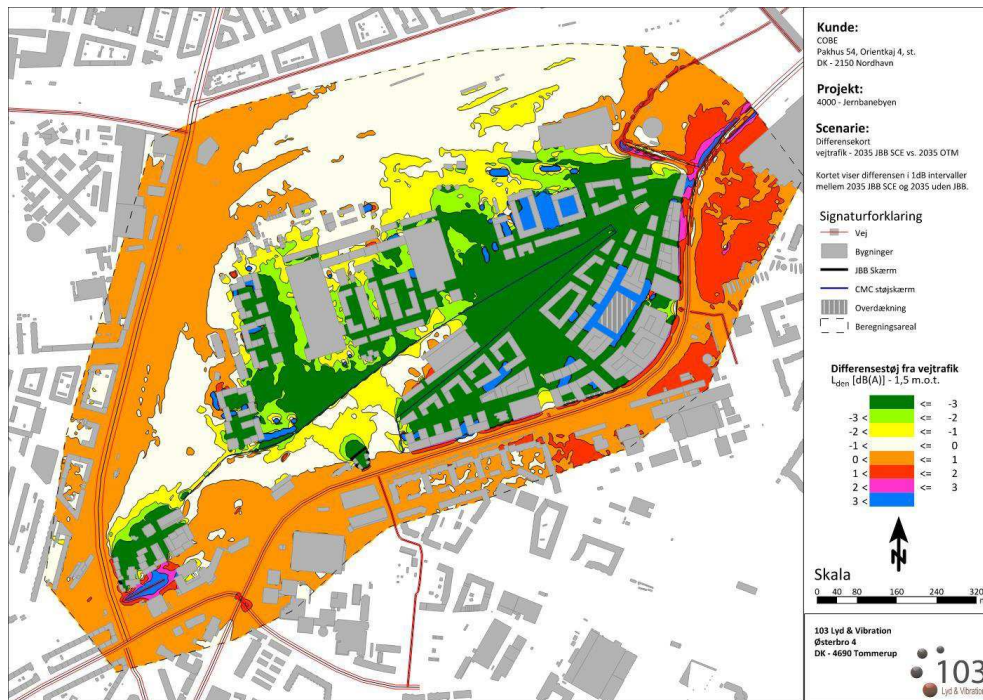 Kunde:
COBE
Pakhus 54, Orientkaj 4, st.
DK - 2150 Nordhavn
Projekt:
4000 - Jernbanebyen
Scenarie:
Differensekort
vejtrafik - 2035 JBB SCE vs. 2035 OTM
Kortet viser differensen i 1dB intervaller
mellem 2035 JBB SCE og 2035 uden JBB.
Signaturforklaring
Vej
Bygninger
JBB Skærm
CMC støjskærm
Overdækning
Beregningsareal
Differensestøj fra vejtrafik
Lden [dB(A)] - 1,5 m.o.t.
<= -3
-3 < <= -2
-2 < <= -1
-1 < <= 0
0 < <= 1
1 < <= 2
2 < <= 3
3 <
N
Skala
0 40 80 160 240 320
m
103 Lyd & Vibration
Østerbro 4
DK - 4690 Tommerup
103
Lyd & Vibration